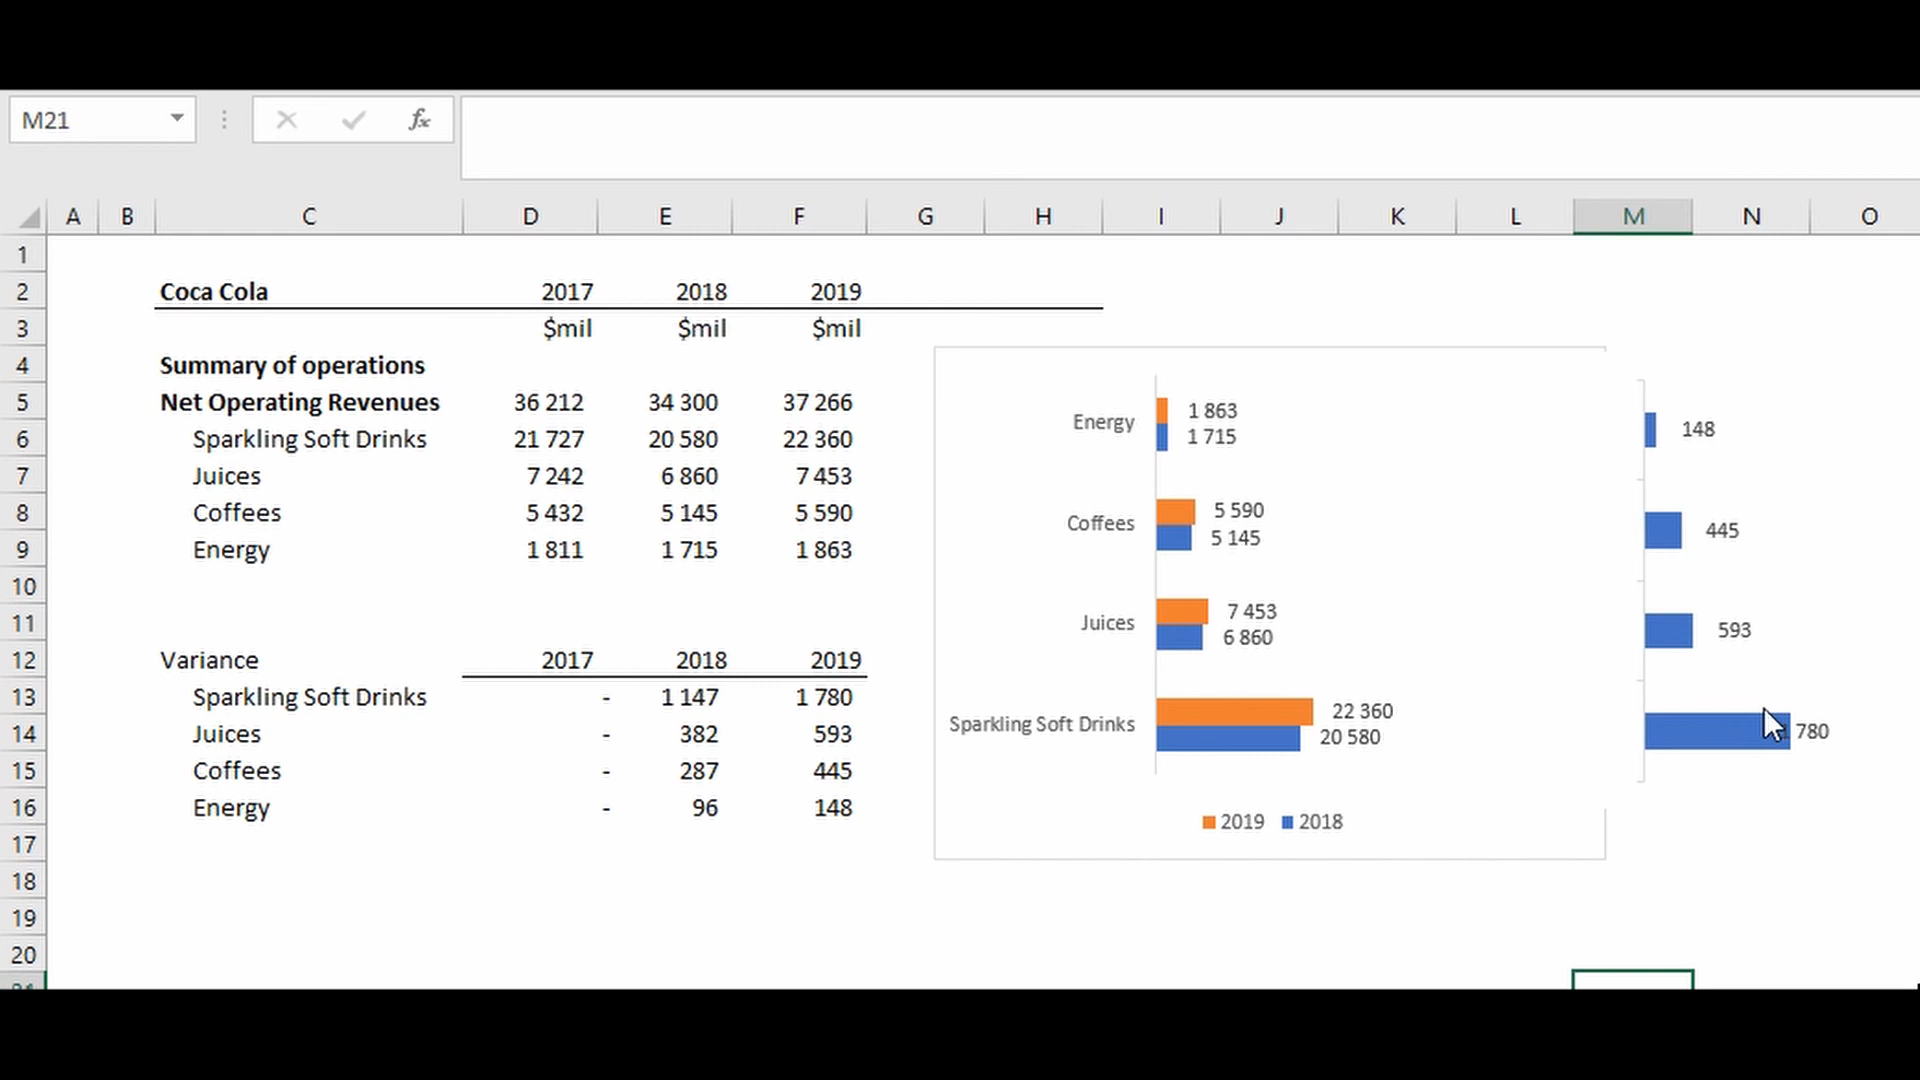 M21
fx
A B C D E F G H I J K L M N O
1
2 Coca Cola 2017 2018 2019
3 $mil $mil $mil
4 Summary of operations
5 Net Operating Revenues 36 212 34 300 37 266
6 Sparkling Soft Drinks 21 727 20 580 22 360
7 Juices 7 242 6 860 7 453
8 Coffees 5 432 5 145 5 590
9 Energy 1 811 1 715 1 863
10
11
12 Variance 2017 2018 2019
13 Sparkling Soft Drinks - 1 147 1 780
14 Juices - 382 593
15 Coffees - 287 445
16 Energy - 96 148
17
18
19
20
Energy 1 863
1 715
148
Coffees 5 590
5 145
445
Juices 7 453
6 860
593
Sparkling Soft Drinks 22 360
20 580
780
2019 2018